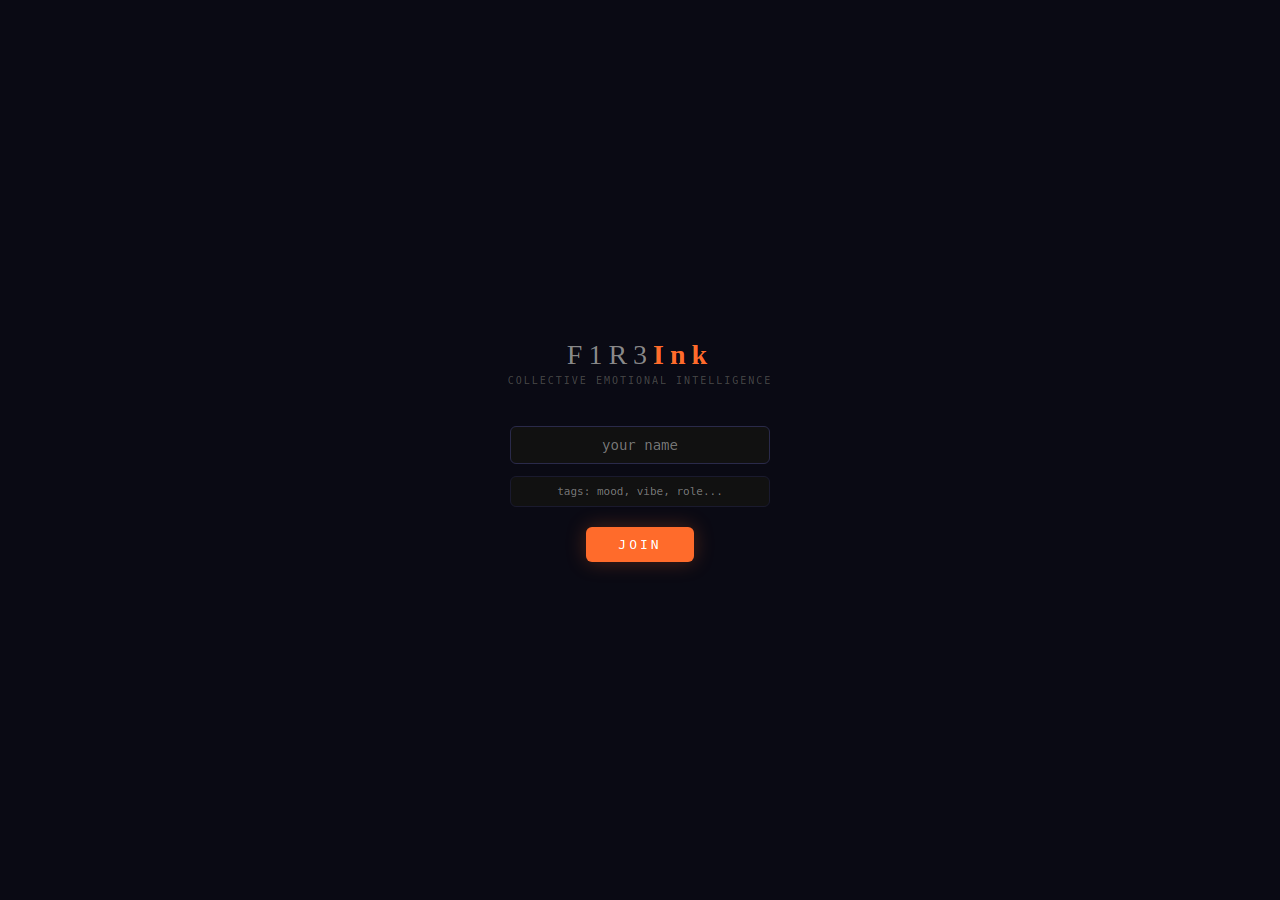 F1R3Ink
COLLECTIVE EMOTIONAL INTELLIGENCE
your name
tags: mood, vibe, role...
JOIN